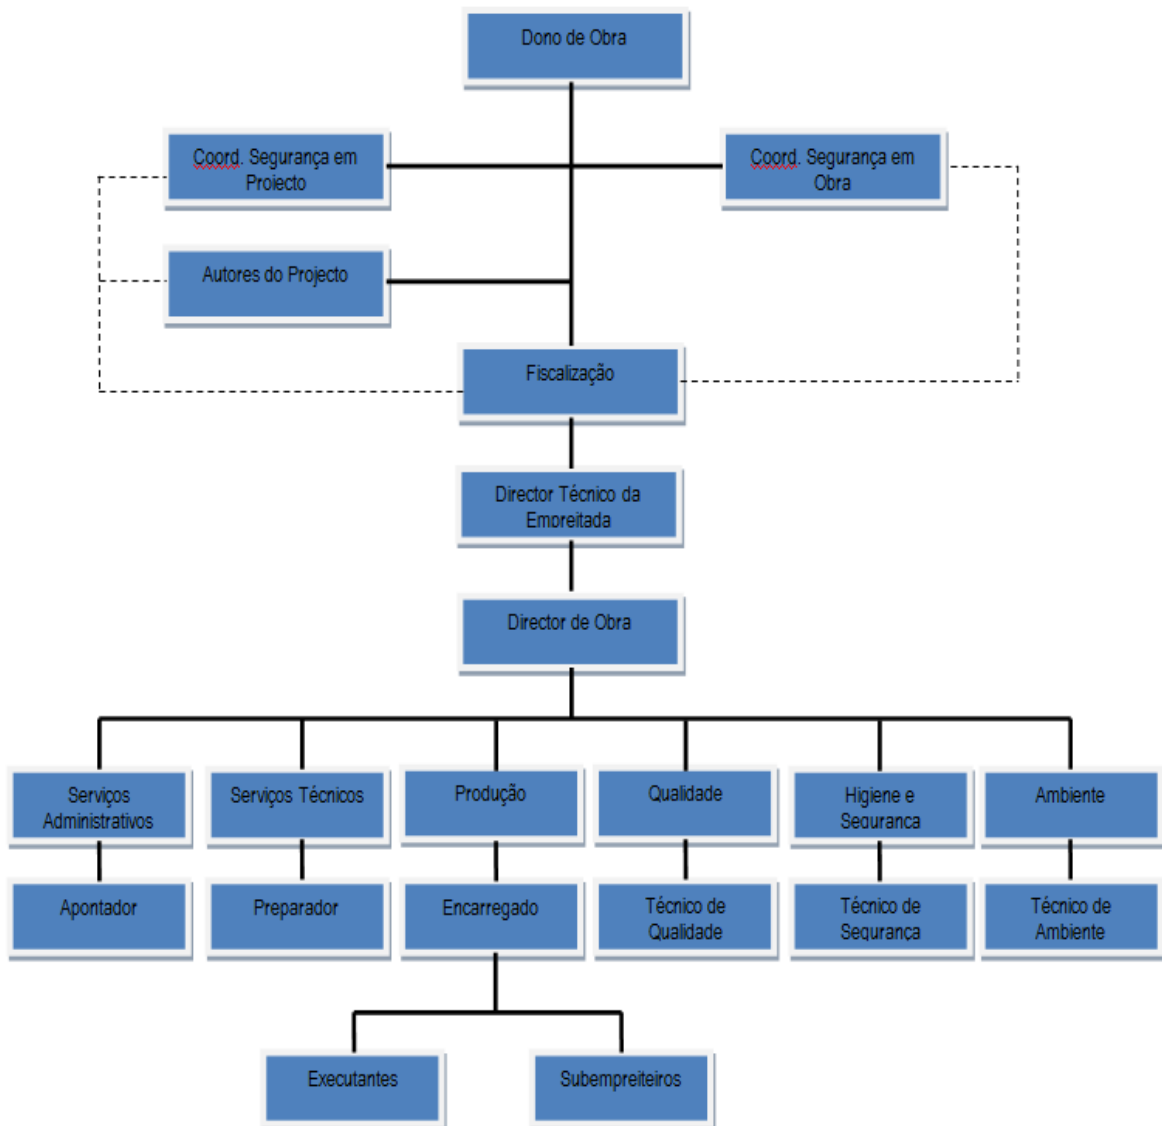 Dono de Obra
Coord. Segurança em
Projecto
Coord. Segurança em
Obra
Autores do Projecto
Fiscalização
Director Técnico da
Empreitada
Director de Obra
Serviços
Administrativos
Serviços Técnicos
Produção
Qualidade
Higiene e
Segurança
Ambiente
Apontador
Preparador
Encarregado
Técnico de
Qualidade
Técnico de
Segurança
Técnico de
Ambiente
Executantes
Subempreiteiros